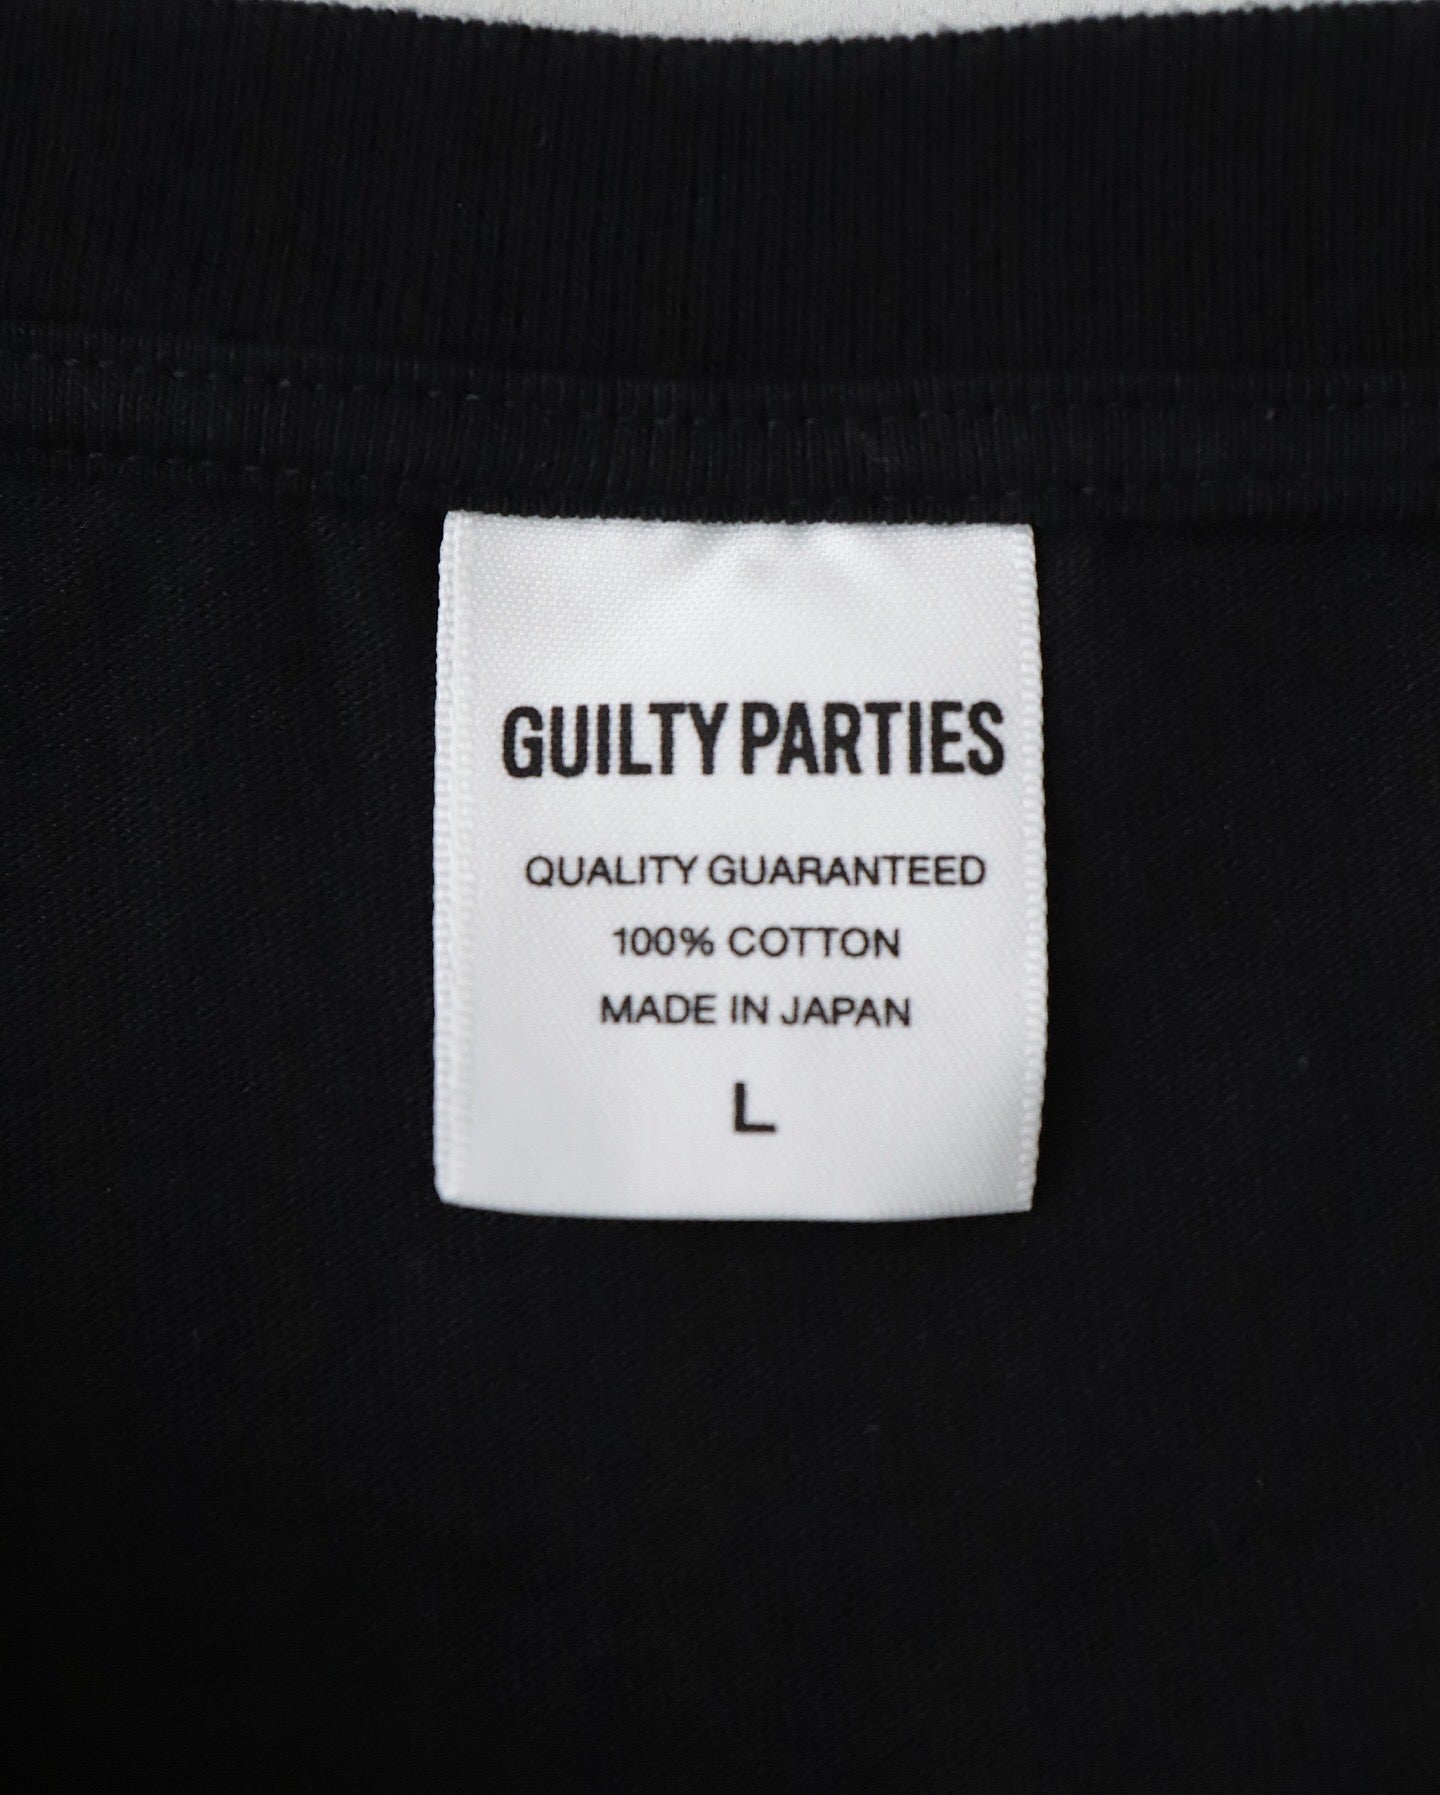 GUILTY PARTIES
QUALITY GUARANTEED
100% COTTON
MADE IN JAPAN
L